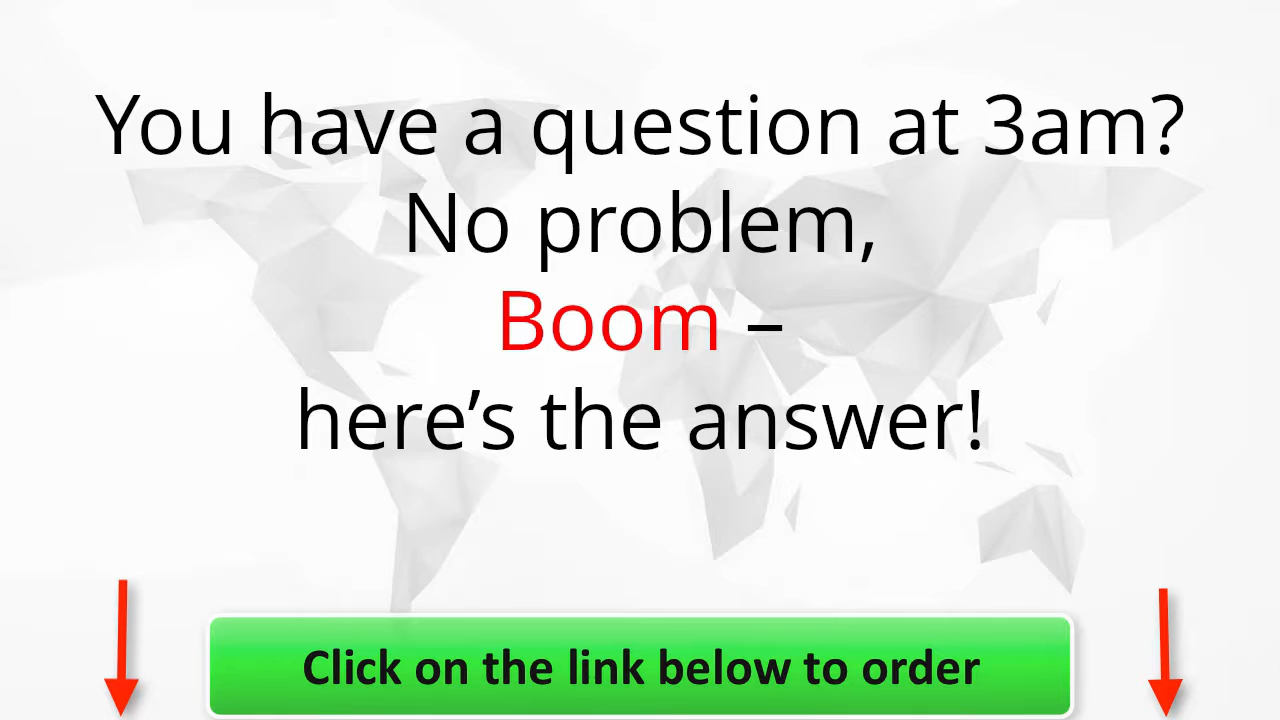 You have a question at 3am?
No problem,
Boom –
here’s the answer!
Click on the link below to order